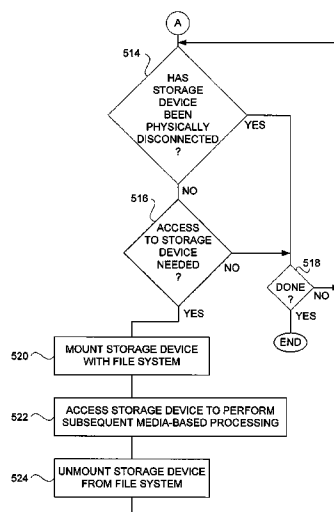 A
514
HAS
STORAGE
DEVICE
BEEN
PHYSICALLY
DISCONNECTED
?
YES
NO
516
ACCESS
TO STORAGE
DEVICE
NEEDED
?
NO
YES
518
DONE
?
NO
YES
END
520
MOUNT STORAGE DEVICE
WITH FILE SYSTEM
522
ACCESS STORAGE DEVICE TO PERFORM
SUBSEQUENT MEDIA-BASED PROCESSING
524
UNMOUNT STORAGE DEVICE
FROM FILE SYSTEM